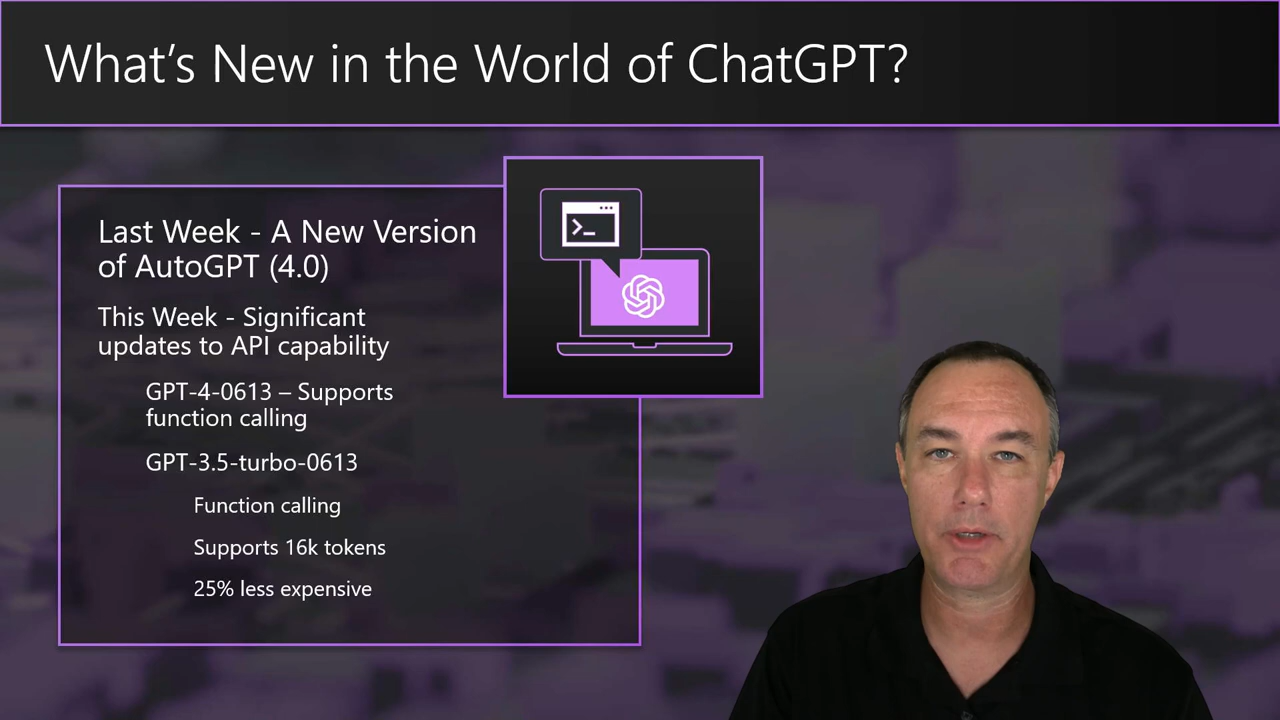 What's New in the World of ChatGPT?
Last Week - A New Version
of AutoGPT (4.0)
This Week - Significant
updates to API capability
GPT-4-0613 – Supports
function calling
GPT-3.5-turbo-0613
Function calling
Supports 16k tokens
25% less expensive